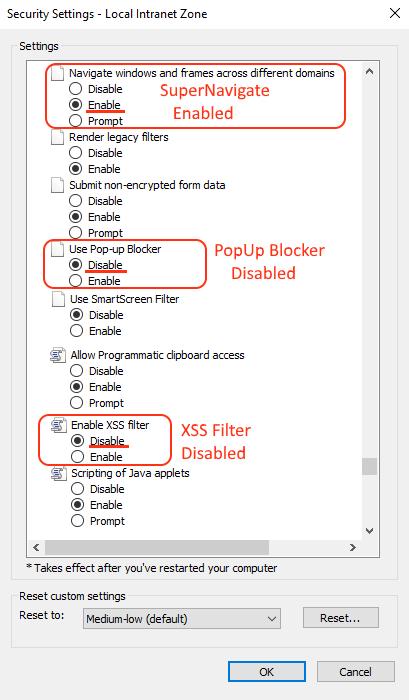 Security Settings - Local Intranet Zone
Settings
Navigate windows and frames across different domains
Disable
Enable
Prompt
SuperNavigate
Enabled
Render legacy filters
Disable
Enable
Submit non-encrypted form data
Disable
Enable
Prompt
Use Pop-up Blocker
Disable
Enable
PopUp Blocker
Disabled
Use SmartScreen Filter
Disable
Enable
Allow Programmatic clipboard access
Disable
Enable
Prompt
Enable XSS filter
Disable
Enable
XSS Filter
Disabled
Scripting of Java applets
Disable
Enable
Prompt
*Takes effect after you've restarted your computer
Reset custom settings
Reset to:
Medium-low (default)
Reset...
OK
Cancel